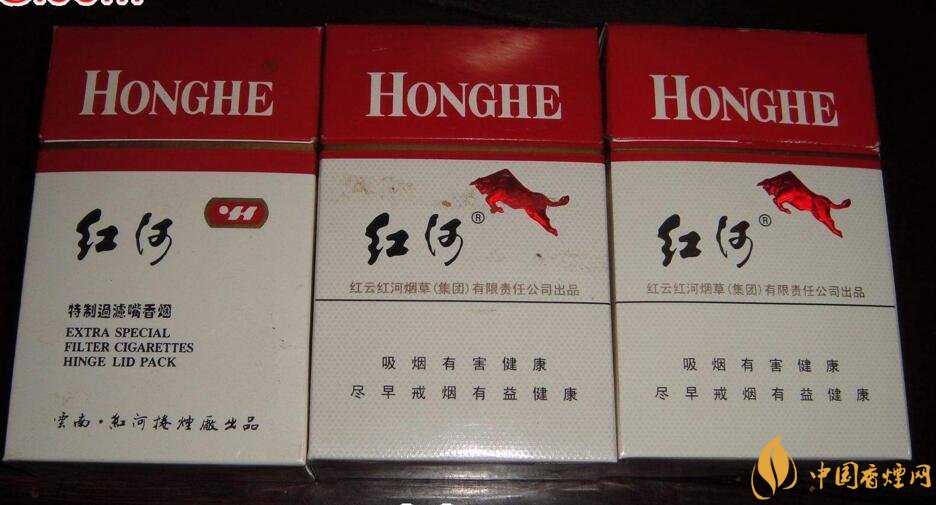 HONGHE
红河
特制過濾嘴香烟
EXTRA SPECIAL
FILTER CIGARETTES
HINGE LID PACK
雲南·紅河捲煙廠出品
HONGHE
红河®
红云红河烟草(集团)有限责任公司出品
吸烟有害健康
尽早戒烟有益健康
HONGHE
红河®
红云红河烟草(集团)有限责任公司出品
吸烟有害健康
尽早戒烟有益健康
中国香煙网